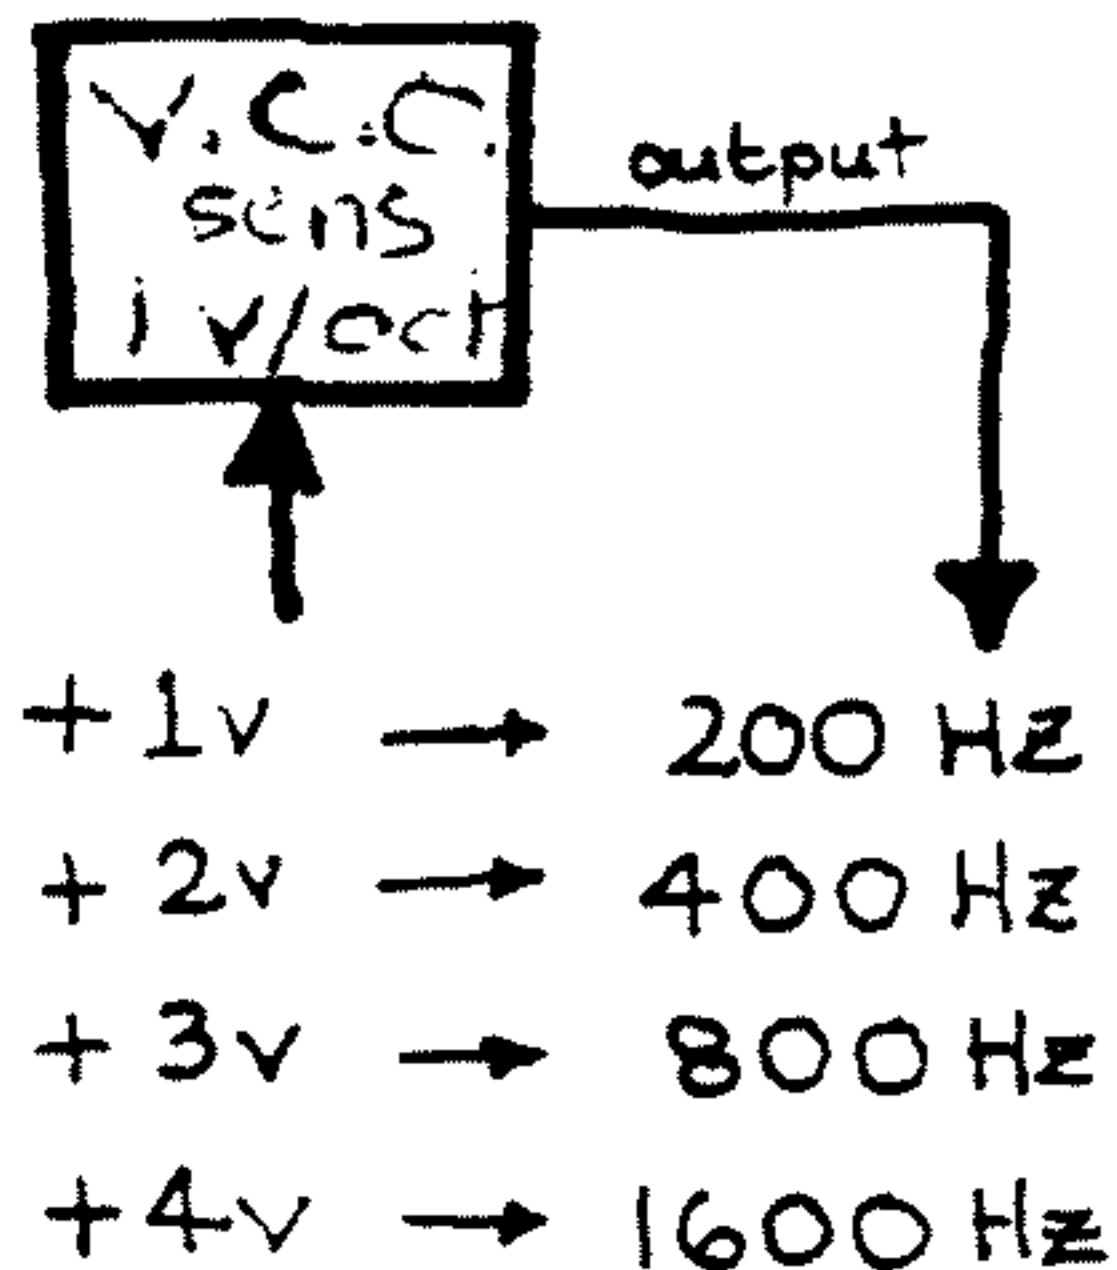 V.C.C.
sens
1 v/oct
output
+ 1v → 200 Hz
+ 2v → 400 Hz
+ 3v → 800 Hz
+ 4v → 1600 Hz